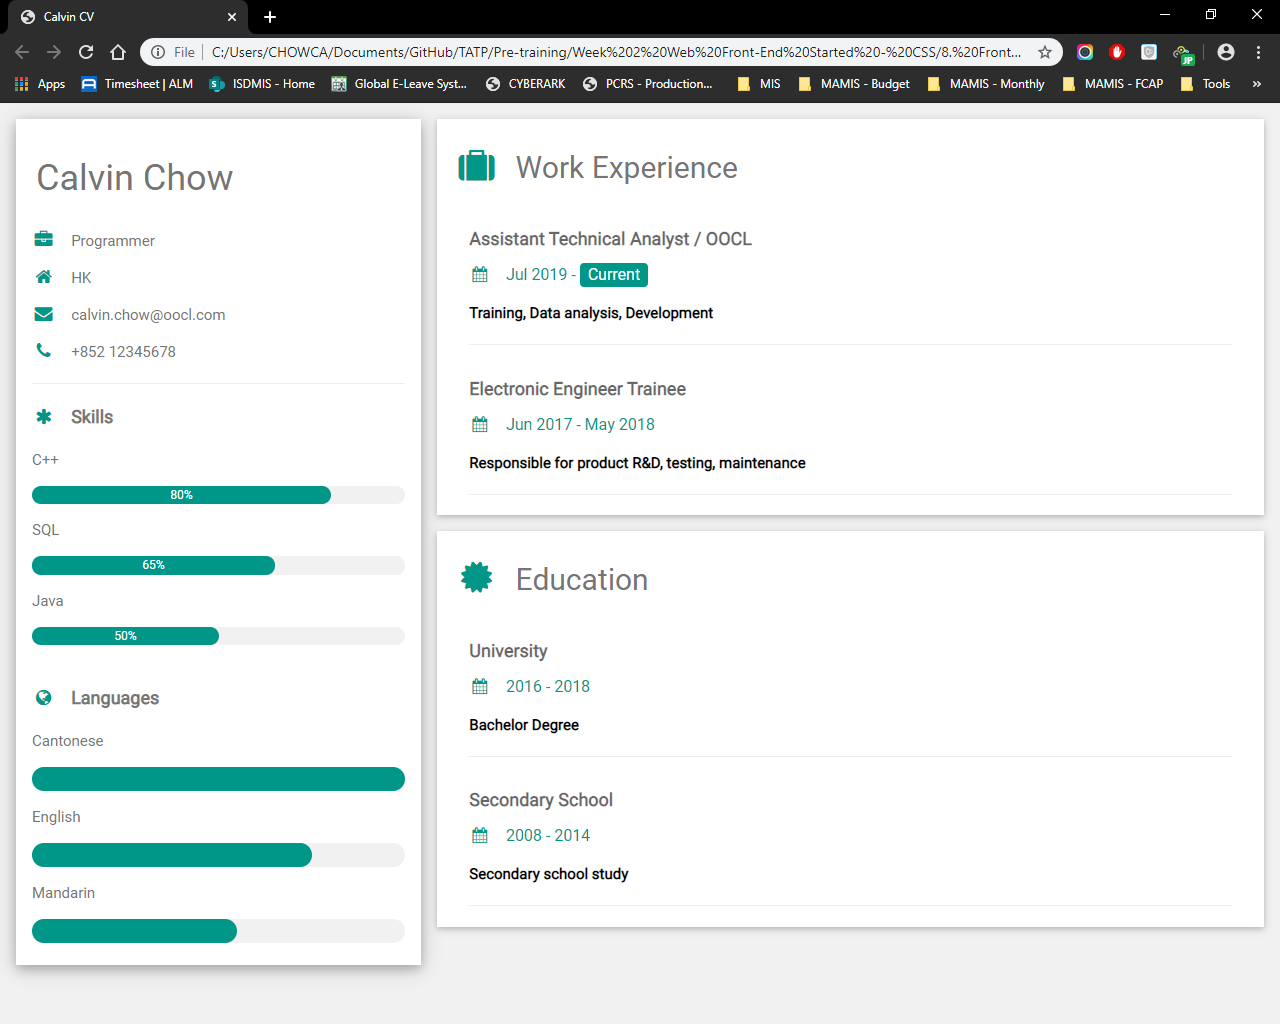 Calvin CV
File
C:/Users/CHOWCA/Documents/GitHub/TATP/Pre-training/Week%202%20Web%20Front-End%20Started%20-%20CSS/8.%20Front...
JP
Apps
Timesheet | ALM
ISDMIS - Home
Global E-Leave Syst...
CYBERARK
PCRS - Production...
MIS
MAMIS - Budget
MAMIS - Monthly
MAMIS - FCAP
Tools
»
Calvin Chow
Programmer
HK
calvin.chow@oocl.com
+852 12345678
Skills
C++
80%
SQL
65%
Java
50%
Languages
Cantonese
English
Mandarin
Work Experience
Assistant Technical Analyst / OOCL
Jul 2019 - Current
Training, Data analysis, Development
Electronic Engineer Trainee
Jun 2017 - May 2018
Responsible for product R&D, testing, maintenance
Education
University
2016 - 2018
Bachelor Degree
Secondary School
2008 - 2014
Secondary school study